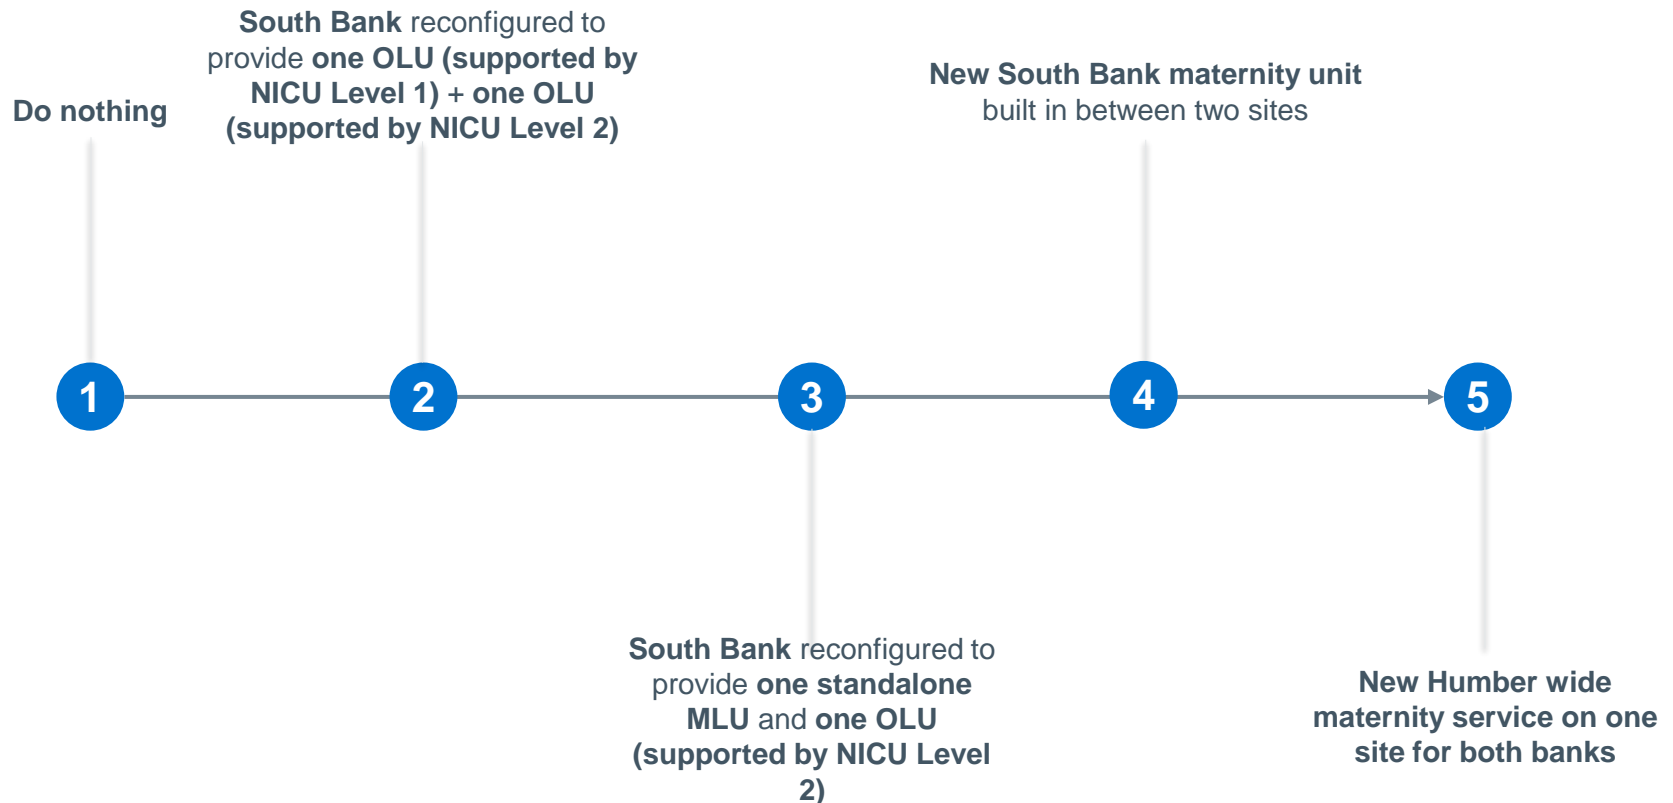 Do nothing
South Bank reconfigured to
provide one OLU (supported by
NICU Level 1) + one OLU
(supported by NICU Level 2)
New South Bank maternity unit
built in between two sites
1
2
3
4
5
South Bank reconfigured to
provide one standalone
MLU and one OLU
(supported by NICU Level
2)
New Humber wide
maternity service on one
site for both banks